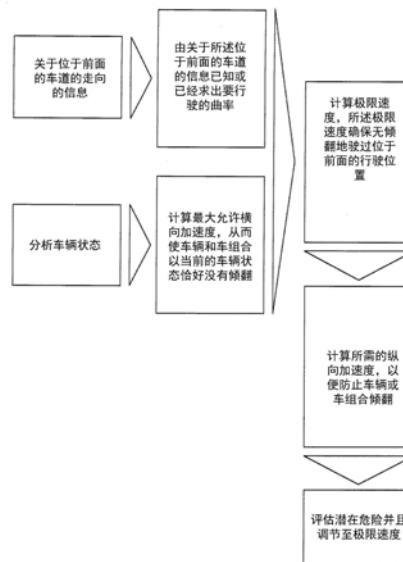 关于位于前面
的车道的走向
的信息
由关于所述位
于前面的车道
的信息已知或
已经求出要行
驶的曲率
分析车辆状态
计算最大允许横
向加速度，从而
使车辆和车组合
以当前的车辆状
态恰好没有倾翻
计算极限速
度，所述极限
速度确保无倾
翻地驶过位于
前面的行驶位
置
计算所需的纵
向加速度，以
便防止车辆或
车组合倾翻
评估潜在危险并且
调节至极限速度